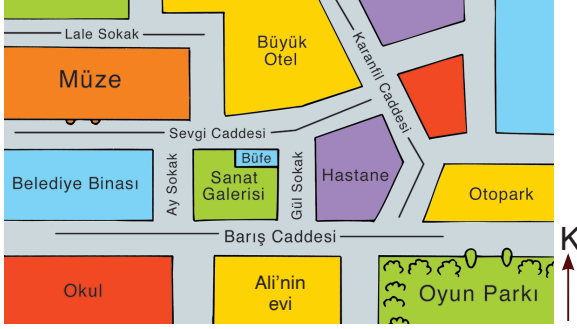 Lale Sokak
Büyük
Otel
Karanfil Caddesi
Müze
Sevgi Caddesi
Belediye Binası
Ay Sokak
Büfe
Sanat
Galerisi
Gül Sokak
Hastane
Otopark
Barış Caddesi
K
Okul
Ali'nin
evi
Oyun Parkı